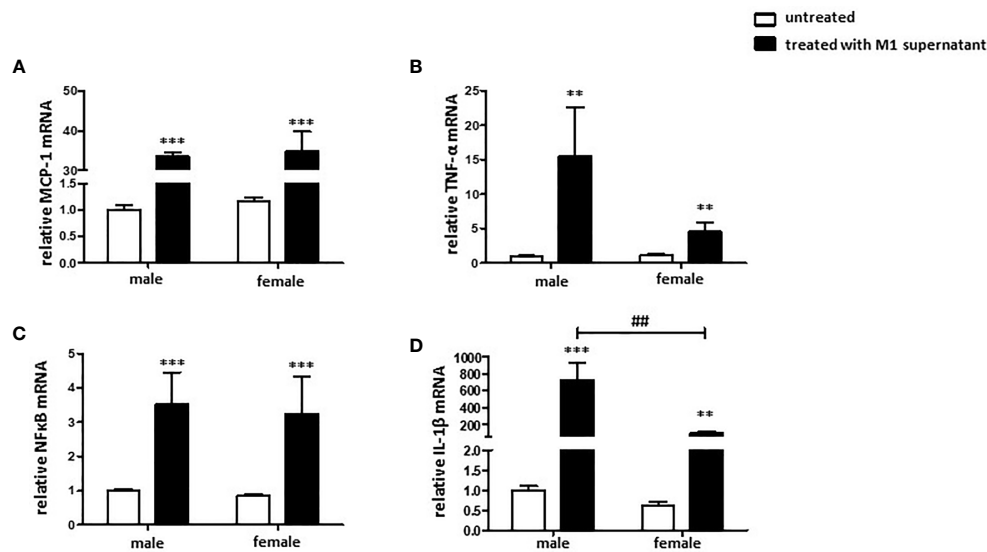 untreated
treated with M1 supernatant
A
relative MCP-1 mRNA
50
40
30
1.5
1.0
0.5
0.0
***
***
male
female
B
relative TNF-α mRNA
25
20
15
10
5
0
**
**
male
female
C
relative NFκB mRNA
5
4
3
2
1
0
***
***
male
female
D
relative IL-1β mRNA
1000
800
600
400
200
2.0
1.5
1.0
0.5
0.0
##
***
**
male
female